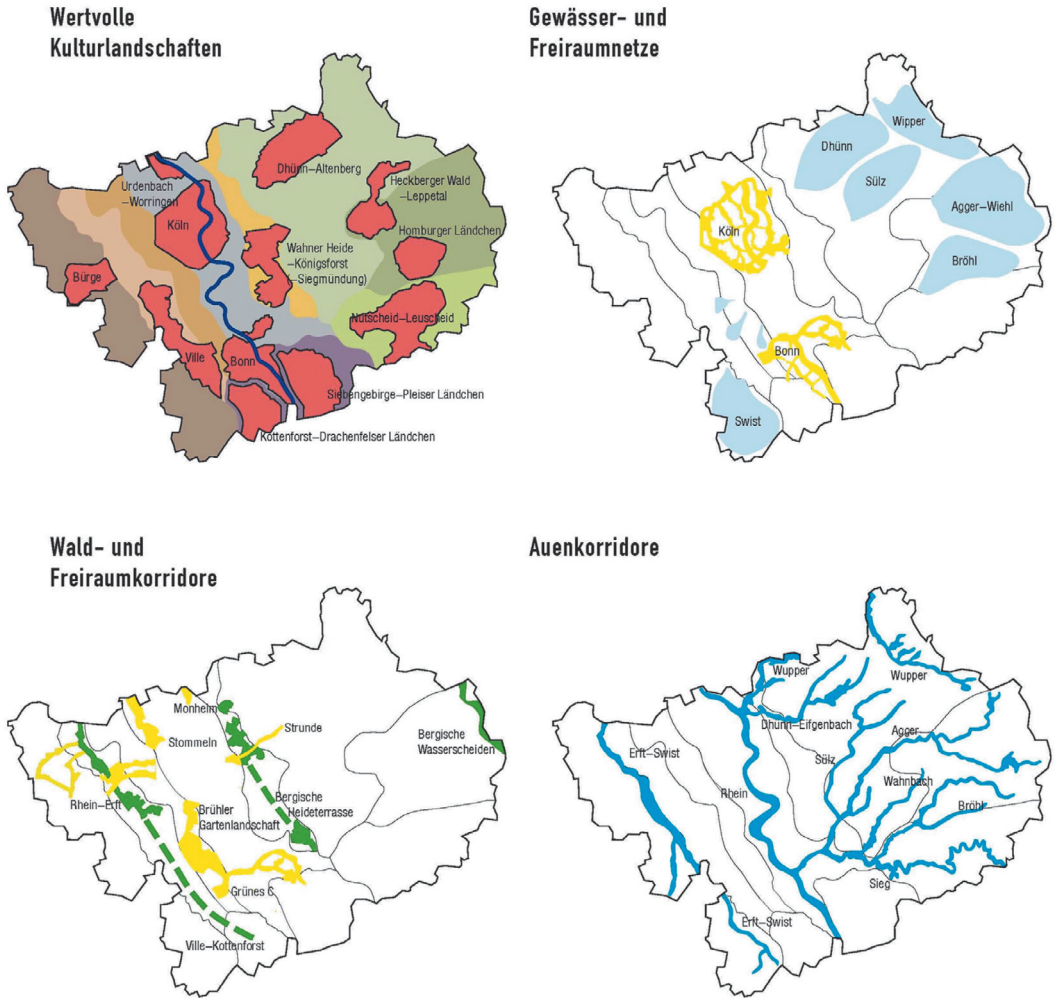 Wertvolle
Kulturlandschaften
Dhünn–Altenberg
Urdenbach
–Worringen
Heckberger Wald
–Leppetal
Köln
Homburger Ländchen
Wahner Heide
–Königsforst
(–Siegmündung)
Bürge
Nutscheid–Leuscheid
Ville
Bonn
Siebengebirge–Pleiser Ländchen
Kottenforst–Drachenfelser Ländchen
Gewässer- und
Freiraumnetze
Wipper
Dhünn
Sülz
Agger–Wiehl
Köln
Bröhl
Bonn
Swist
Wald- und
Freiraumkorridore
Monheim
Strunde
Stommeln
Bergische
Wasserscheiden
Rhein–Erft
Bergische
Heideterrasse
Brühler
Gartenlandschaft
Grünes C
Ville–Kottenforst
Auenkorridore
Wupper
Wupper
Dhünn–Eifgenbach
Agger
Erft–Swist
Sülz
Wahnbach
Rhein
Bröhl
Sieg
Erft–Swist